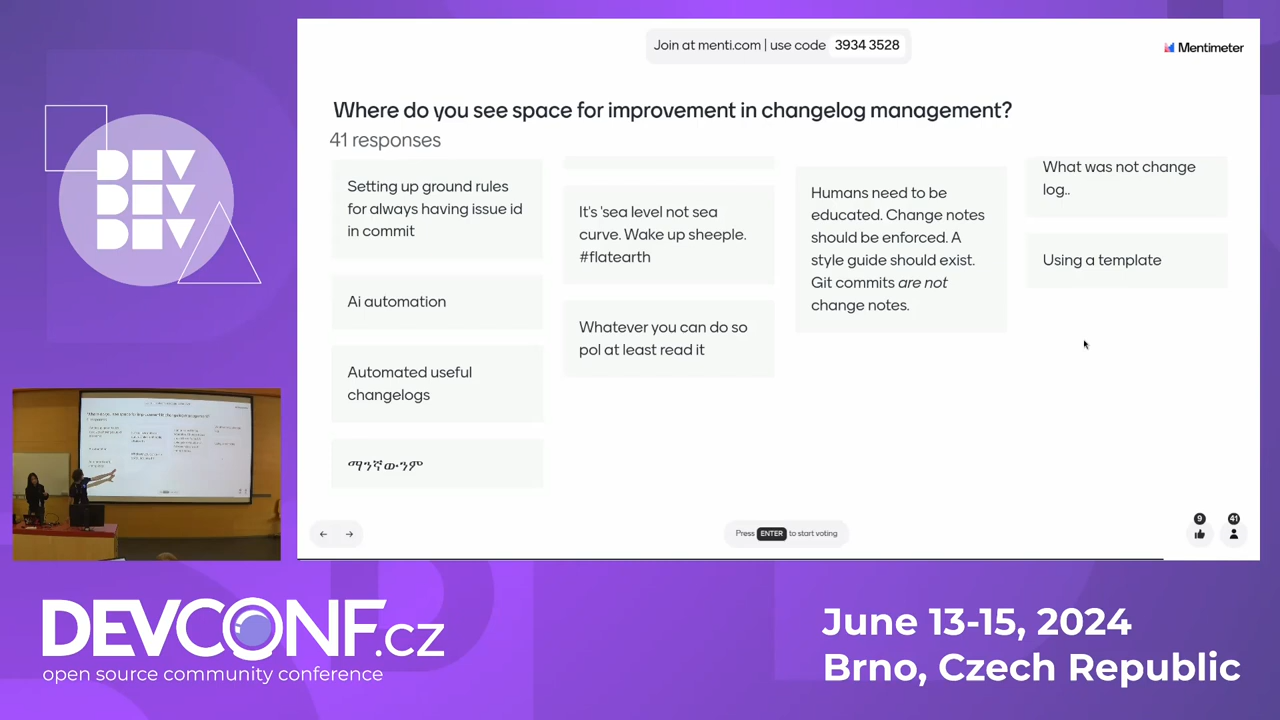 Join at menti.com | use code 3934 3528
Mentimeter
Where do you see space for improvement in changelog management?
41 responses
Setting up ground rules
for always having issue id
in commit
Ai automation
Automated useful
changelogs
ማንኛውንም
It's 'sea level not sea
curve. Wake up sheeple.
#flatearth
Whatever you can do so
pol at least read it
Humans need to be
educated. Change notes
should be enforced. A
style guide should exist.
Git commits are not
change notes.
What was not change
log..
Using a template
Press ENTER to start voting
9
41
DEV
DEV
DEV
DEVCONF.cz
open source community conference
June 13-15, 2024
Brno, Czech Republic